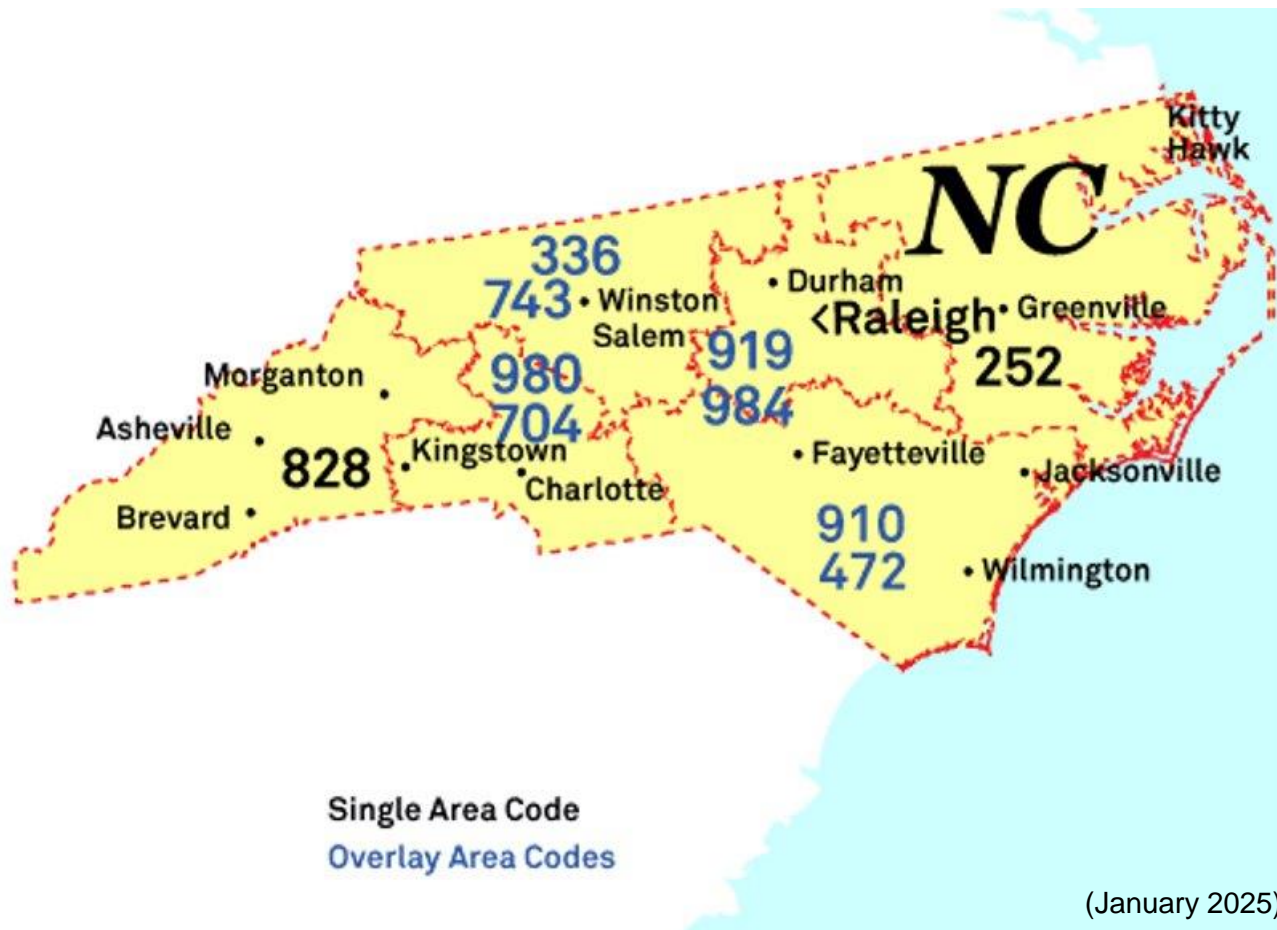 Kitty
Hawk
NC
336
743
Winston
Salem
Durham
<Raleigh
Greenville
919
984
252
980
704
Morganton
Asheville
828
Kingstown
Charlotte
Brevard
Fayetteville
Jacksonville
910
472
Wilmington
Single Area Code
Overlay Area Codes
(January 2025)